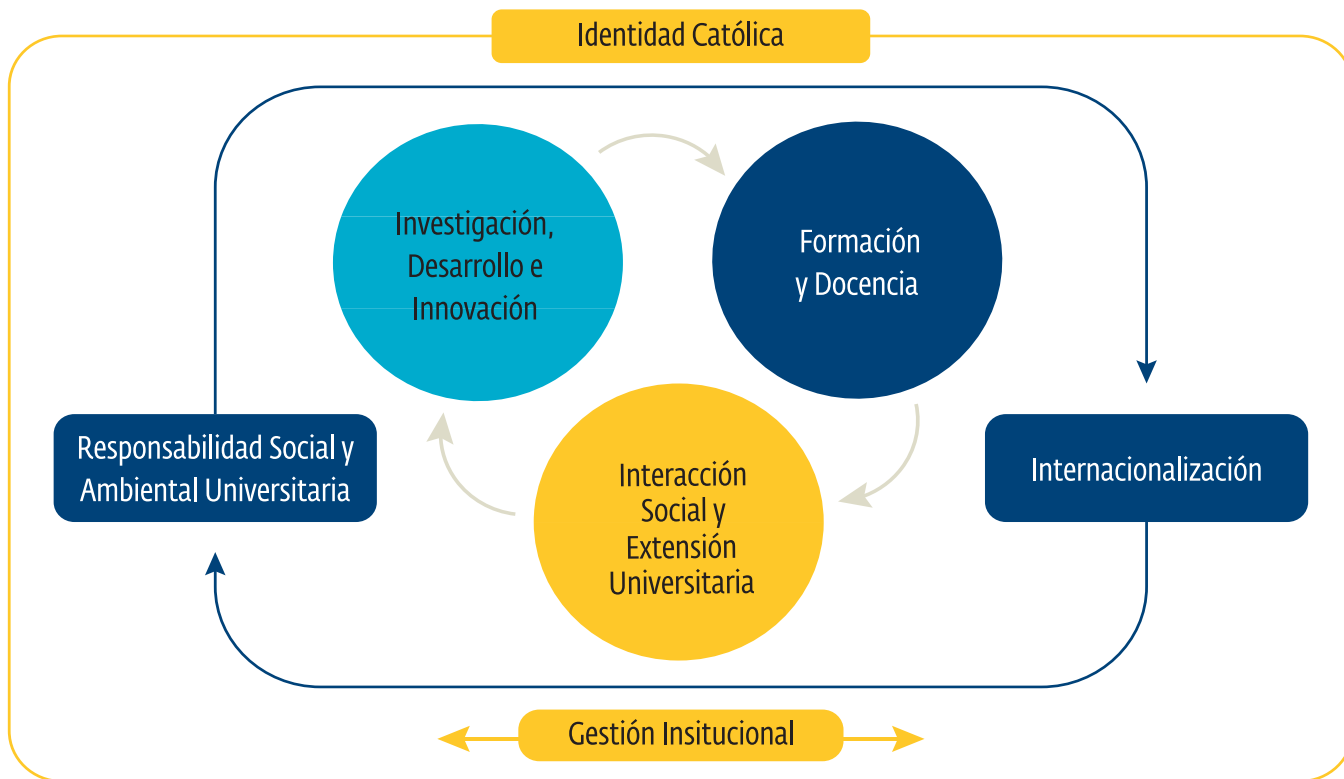 Identidad Católica
Investigación,
Desarrollo e
Innovación
Formación
y Docencia
Responsabilidad Social y
Ambiental Universitaria
Interacción
Social y
Extensión
Universitaria
Internacionalización
Gestión Insitucional